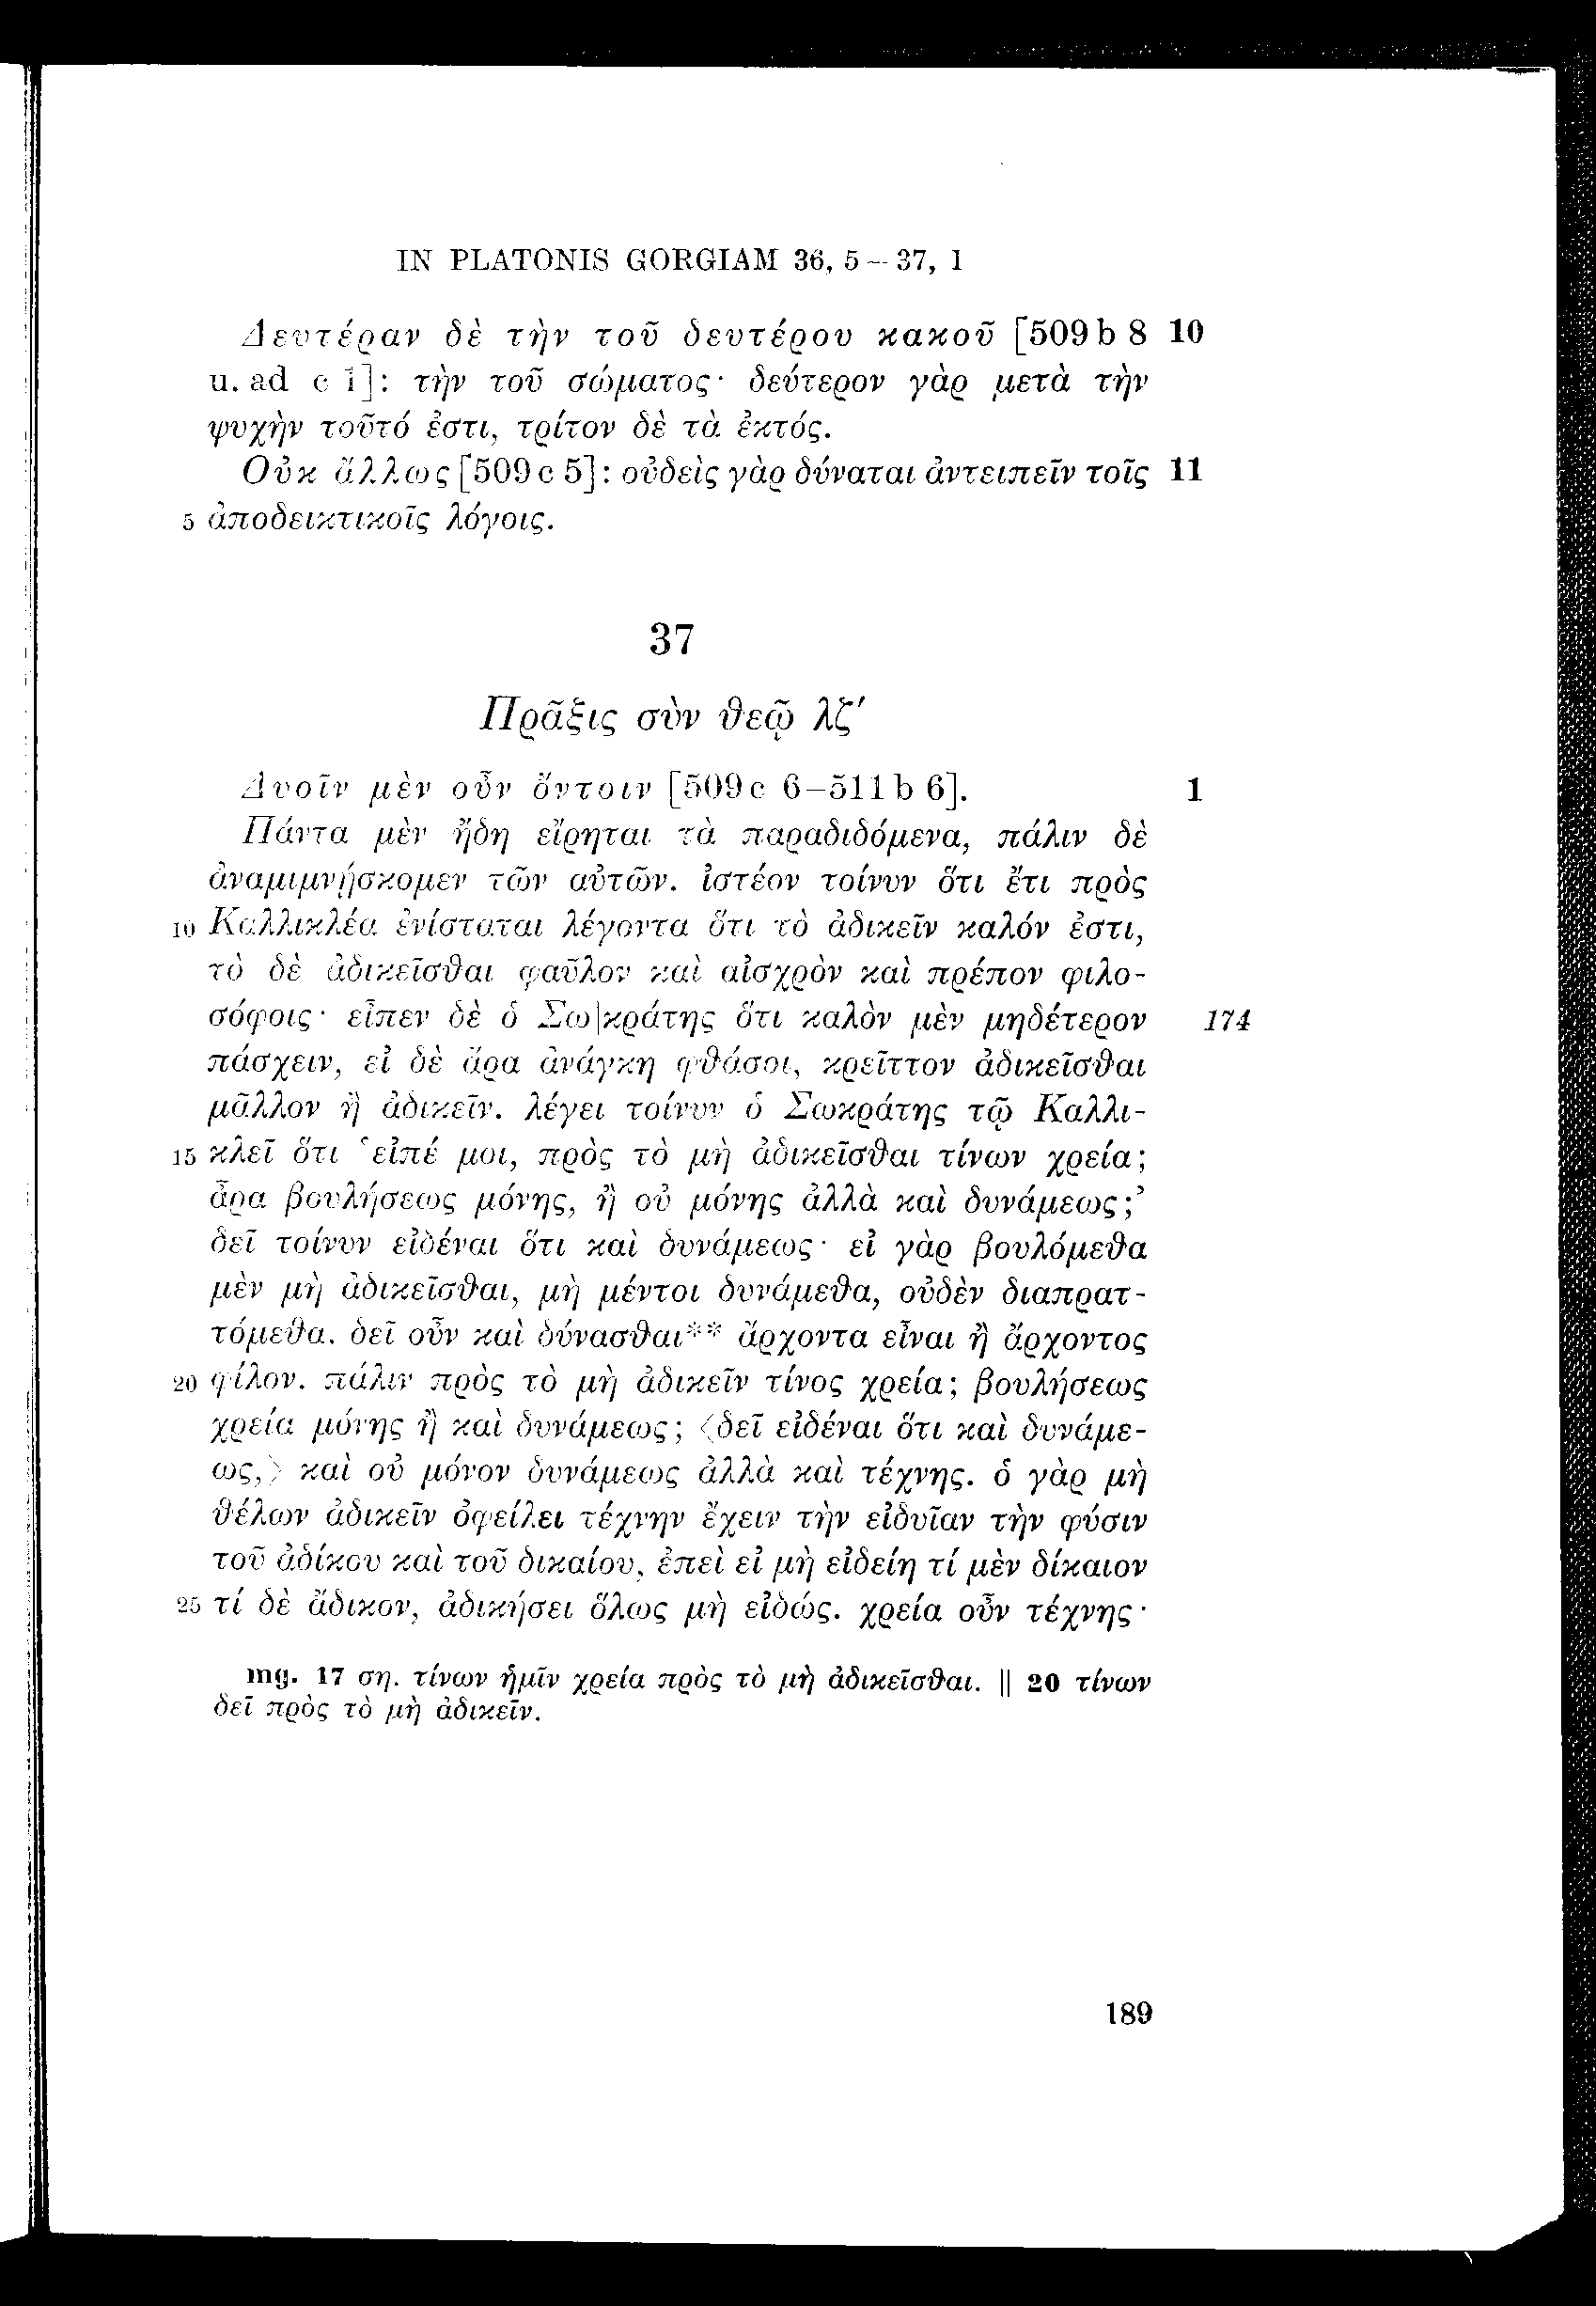 IN PLATONIS GORGIAM 36, 5 – 37, 1
Δευτέραν δὲ τὴν τοῦ δευτέρου κακοῦ [509 b 8 10
u. ad c 1]: τὴν τοῦ σώματος· δεύτερον γὰρ μετὰ τὴν
ψυχὴν τοῦτό ἐστι, τρίτον δὲ τὰ ἐκτός.
Οὐκ ἄλλως [509 c 5]: οὐδεὶς γὰρ δύναται ἀντειπεῖν τοῖς 11
5 ἀποδεικτικοῖς λόγοις.
37
Πρᾶξις σὺν θεῷ λζʹ
Δυοῖν μὲν οὖν ὄντοιν [509 c 6–511 b 6]. 1
Πάντα μὲν ἤδη εἴρηται τὰ παραδιδόμενα, πάλιν δὲ
ἀναμιμνήσκομεν τῶν αὐτῶν. ἰστέον τοίνυν ὅτι ἔτι πρὸς
10 Καλλικλέα ἐνίσταται λέγοντα ὅτι τὸ ἀδικεῖν καλόν ἐστι,
τὸ δὲ ἀδικεῖσθαι φαῦλον καὶ αἰσχρὸν καὶ πρέπον φιλο-
σόφοις· εἶπεν δὲ ὁ Σω|κράτης ὅτι καλὸν μὲν μηδέτερον 174
πάσχειν, εἰ δὲ ἄρα ἀνάγκη φθάσοι, κρεῖττον ἀδικεῖσθαι
μᾶλλον ἢ ἀδικεῖν. λέγει τοίνυν ὁ Σωκράτης τῷ Καλλι-
15 κλεῖ ὅτι ‛εἰπέ μοι, πρὸς τὸ μὴ ἀδικεῖσθαι τίνων χρεία;
ἆρα βουλήσεως μόνης, ἢ οὐ μόνης ἀλλὰ καὶ δυνάμεως;’
δεῖ τοίνυν εἰδέναι ὅτι καὶ δυνάμεως· εἰ γὰρ βουλόμεθα
μὲν μὴ ἀδικεῖσθαι, μὴ μέντοι δυνάμεθα, οὐδὲν διαπρατ-
τόμεθα. δεῖ οὖν καὶ δύνασθαι** ἄρχοντα εἶναι ἢ ἄρχοντος
20 φίλον. πάλιν πρὸς τὸ μὴ ἀδικεῖν τίνος χρεία; βουλήσεως
χρεία μόνης ἢ καὶ δυνάμεως; ⟨δεῖ εἰδέναι ὅτι καὶ δυνάμε-
ως,⟩ καὶ οὐ μόνον δυνάμεως ἀλλὰ καὶ τέχνης. ὁ γὰρ μὴ
θέλων ἀδικεῖν ὀφείλει τέχνην ἔχειν τὴν εἰδυῖαν τὴν φύσιν
τοῦ ἀδίκου καὶ τοῦ δικαίου, ἐπεὶ εἰ μὴ εἰδείη τί μὲν δίκαιον
25 τί δὲ ἄδικον, ἀδικήσει ὅλως μὴ εἰδώς. χρεία οὖν τέχνης·
mg. 17 ση. τίνων ἡμῖν χρεία πρὸς τὸ μὴ ἀδικεῖσθαι. || 20 τίνων
δεῖ πρὸς τὸ μὴ ἀδικεῖν.
189